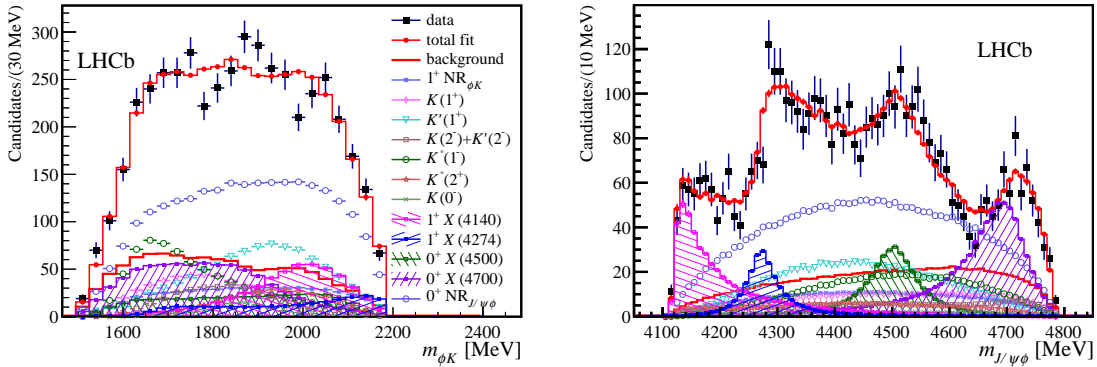 Candidates/(30 MeV)
300
250
200
150
100
50
0
LHCb
data
total fit
background
1⁺ NR_ϕK
K(1⁺)
K'(1⁺)
K(2⁻)+K'(2⁻)
K*(1⁻)
K*(2⁺)
K(0⁻)
1⁺ X(4140)
1⁺ X(4274)
0⁺ X(4500)
0⁺ X(4700)
0⁺ NR_J/ψϕ
1600 1800 2000 2200 2400
m_ϕK [MeV]
Candidates/(10 MeV)
120
100
80
60
40
20
0
LHCb
4100 4200 4300 4400 4500 4600 4700 4800
m_J/ψϕ [MeV]